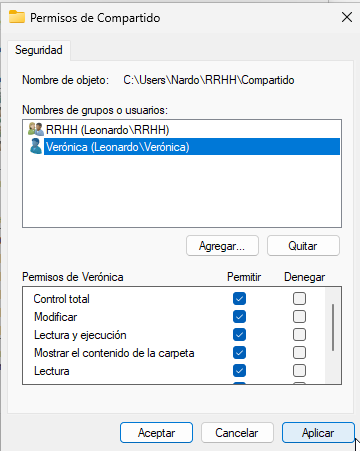 Permisos de Compartido
Seguridad
Nombre de objeto: C:\Users\Nardo\RRHH\Compartido
Nombres de grupos o usuarios:
RRHH (Leonardo\RRHH)
Verónica (Leonardo\Verónica)
Agregar... Quitar
Permisos de Verónica Permitir Denegar
Control total
Modificar
Lectura y ejecución
Mostrar el contenido de la carpeta
Lectura
Aceptar Cancelar Aplicar